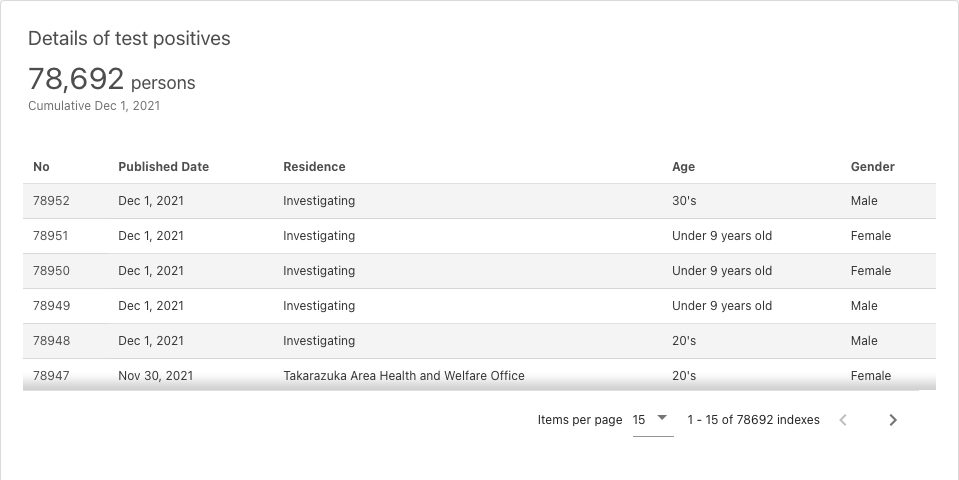 Details of test positives
78,692 persons
Cumulative Dec 1, 2021
No Published Date Residence Age Gender
78952 Dec 1, 2021 Investigating 30's Male
78951 Dec 1, 2021 Investigating Under 9 years old Female
78950 Dec 1, 2021 Investigating Under 9 years old Female
78949 Dec 1, 2021 Investigating Under 9 years old Male
78948 Dec 1, 2021 Investigating 20's Male
78947 Nov 30, 2021 Takarazuka Area Health and Welfare Office 20's Female
Items per page 15 1 - 15 of 78692 indexes